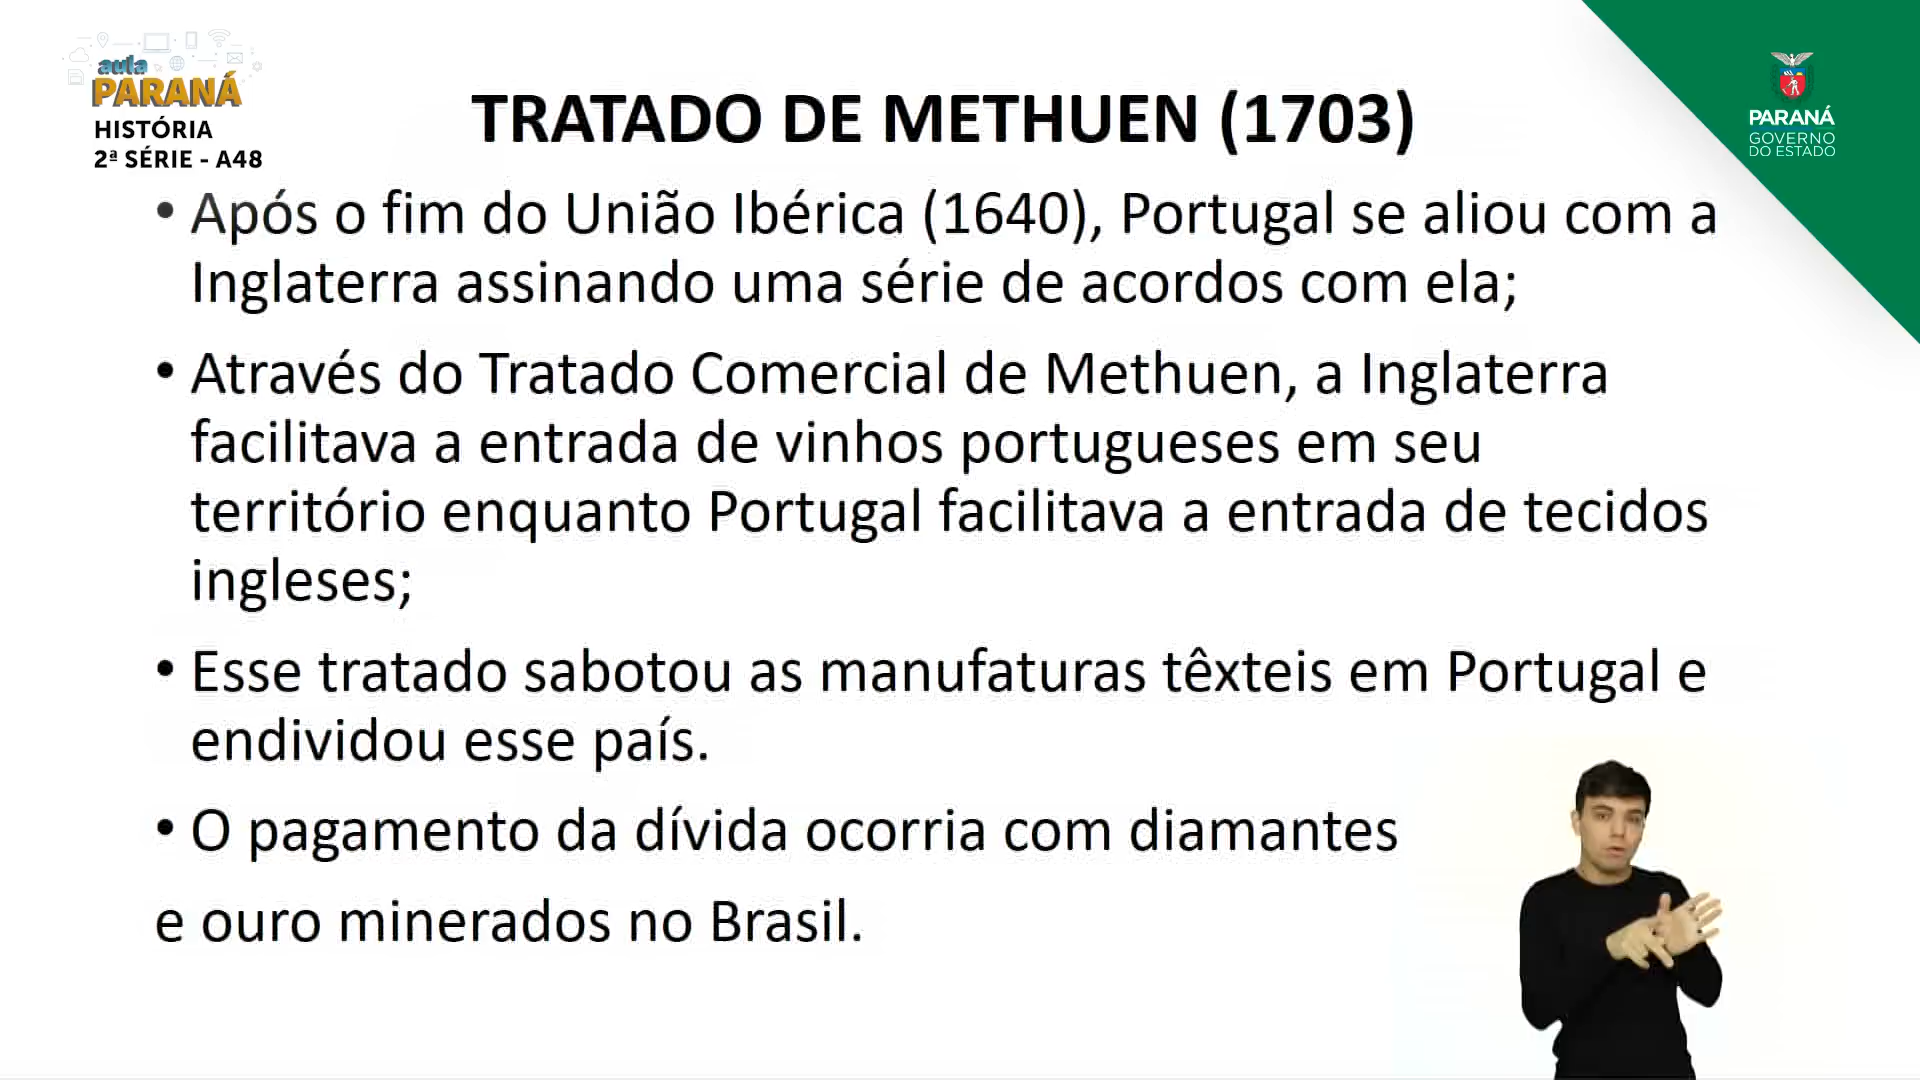 aula
PARANÁ
HISTÓRIA
2ª SÉRIE - A48
TRATADO DE METHUEN (1703)
PARANÁ
GOVERNO
DO ESTADO
• Após o fim do União Ibérica (1640), Portugal se aliou com a
Inglaterra assinando uma série de acordos com ela;
• Através do Tratado Comercial de Methuen, a Inglaterra
facilitava a entrada de vinhos portugueses em seu
território enquanto Portugal facilitava a entrada de tecidos
ingleses;
• Esse tratado sabotou as manufaturas têxteis em Portugal e
endividou esse país.
• O pagamento da dívida ocorria com diamantes
e ouro minerados no Brasil.